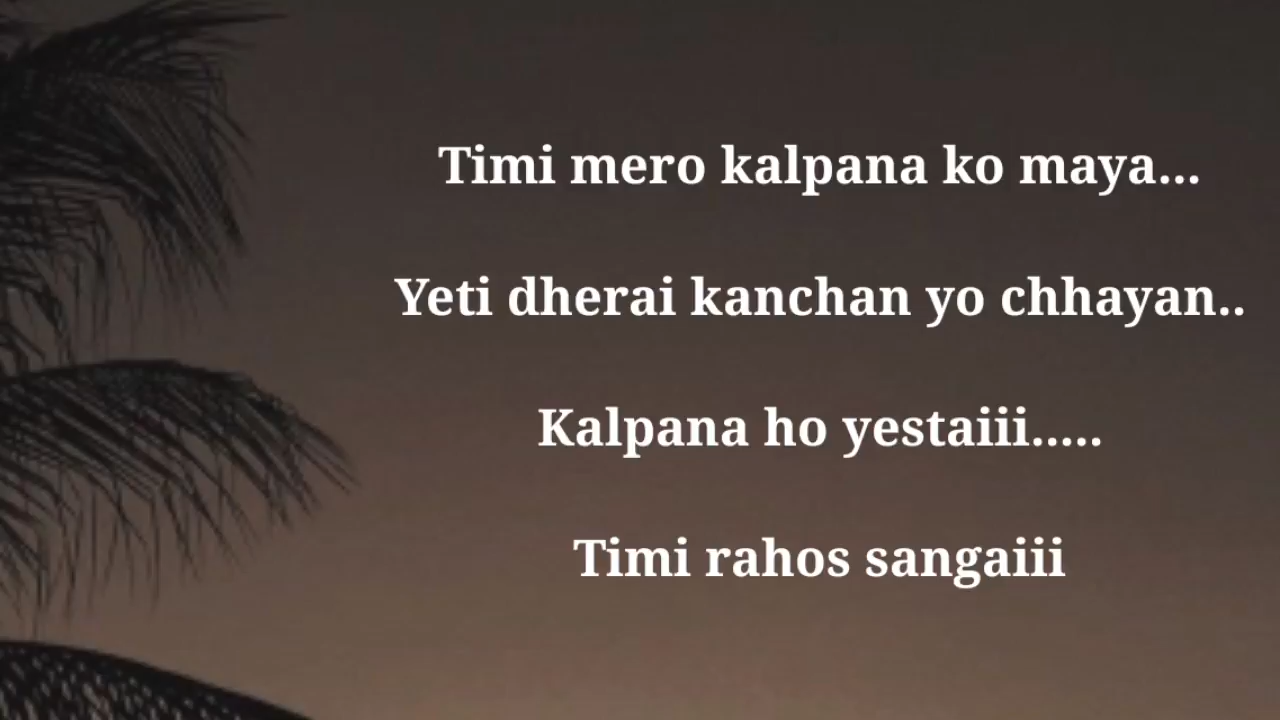 Timi mero kalpana ko maya...
Yeti dherai kanchan yo chhayan..
Kalpana ho yestaiii.....
Timi rahos sangaiii